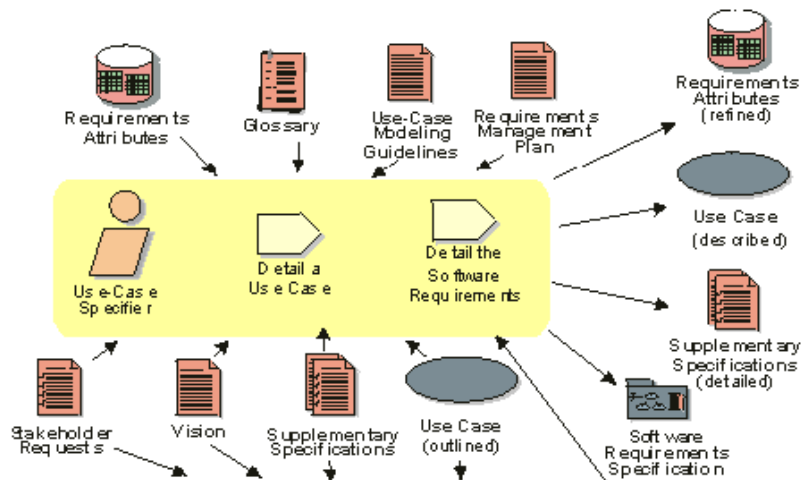 Requirements
Attributes
Glossary
Use-Case
Modeling
Guidelines
Requirements
Management
Plan
Requirements
Attributes
(refined)
Use Case
(described)
Use-Case
Specifier
Detail a
Use Case
Detail the
Software
Requirements
Supplementary
Specifications
(detailed)
Stakeholder
Requests
Vision
Supplementary
Specifications
Use Case
(outlined)
Software
Requirements
Specification